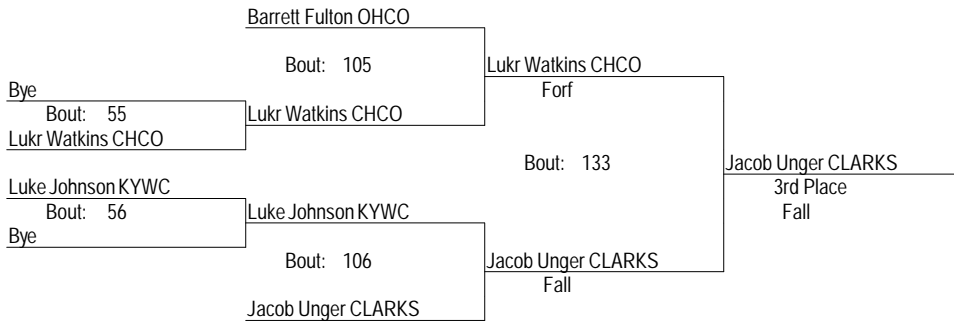 Barrett Fulton OHCO
Bout: 105
Lukr Watkins CHCO
Forf
Bye
Bout: 55
Lukr Watkins CHCO
Lukr Watkins CHCO
Bout: 133
Jacob Unger CLARKS
3rd Place
Fall
Luke Johnson KYWC
Bout: 56
Luke Johnson KYWC
Bye
Bout: 106
Jacob Unger CLARKS
Fall
Jacob Unger CLARKS